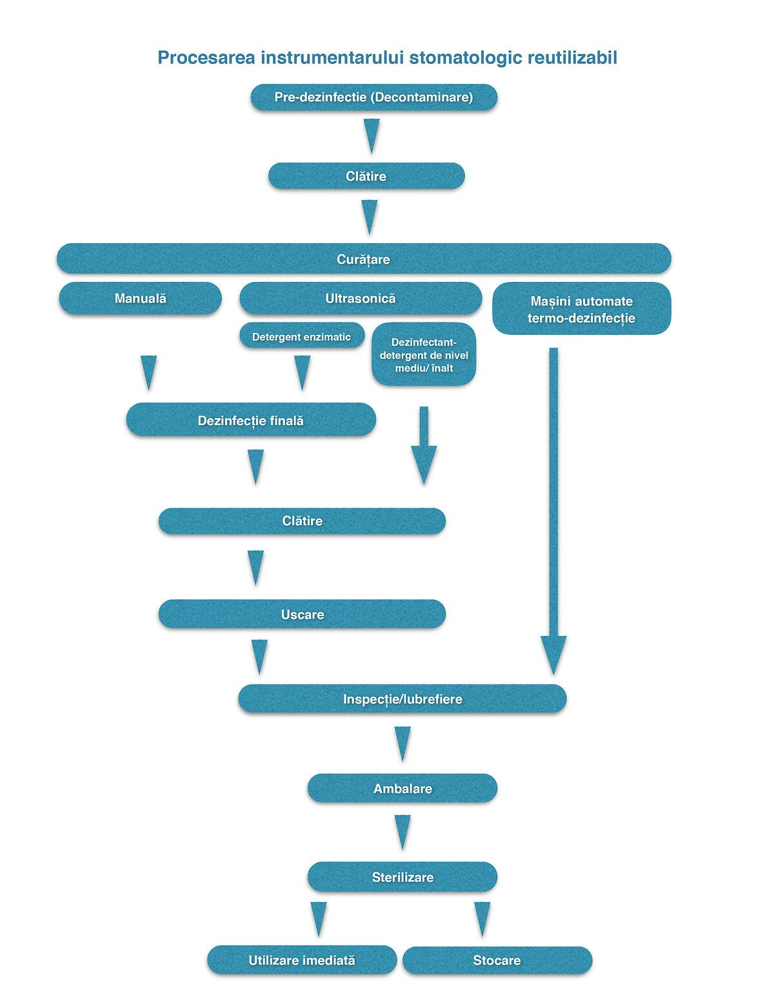 Procesarea instrumentarului stomatologic reutilizabil
Pre-dezinfectie (Decontaminare)
Clătire
Curățare
Manuală
Ultrasonică
Mașini automate
termo-dezinfecție
Detergent enzimatic
Dezinfectant-
detergent de nivel
mediu/ înalt
Dezinfecție finală
Clătire
Uscare
Inspecție/lubrefiere
Ambalare
Sterilizare
Utilizare imediată
Stocare